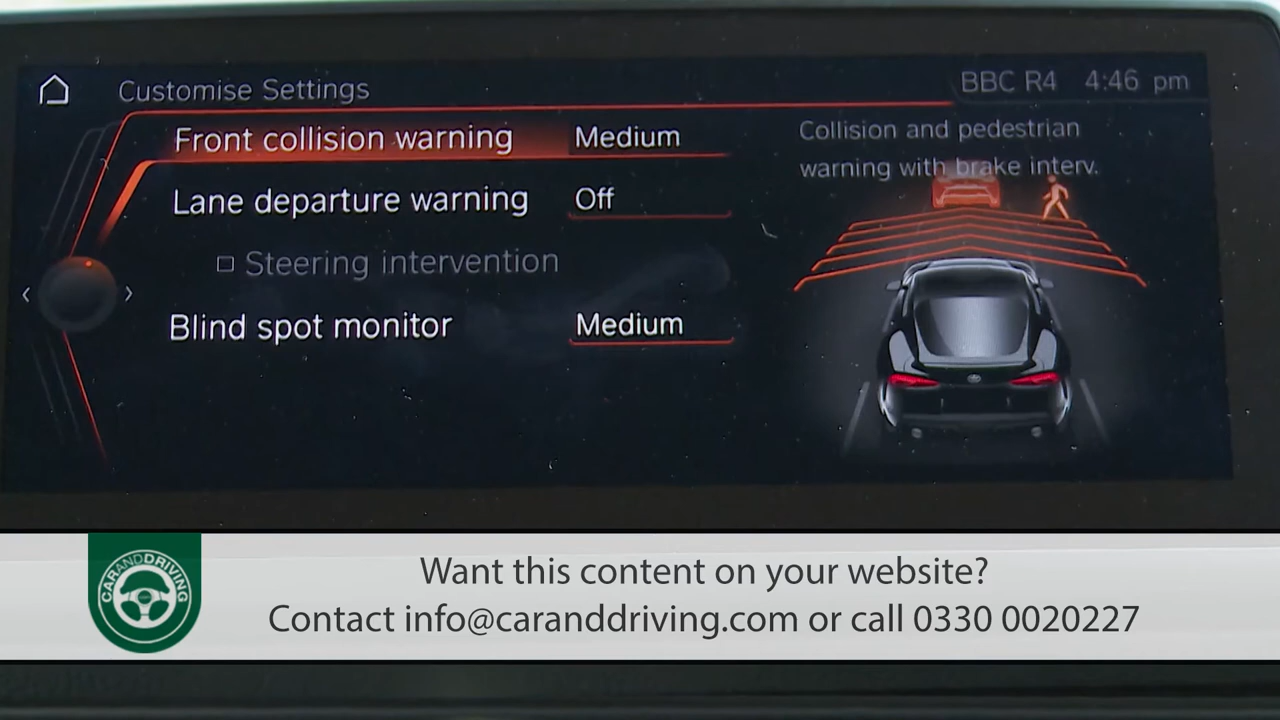 Customise Settings
BBC R4 4:46 pm
Front collision warning Medium
Lane departure warning Off
Steering intervention
Blind spot monitor Medium
Collision and pedestrian
warning with brake interv.
CARANDDRIVING
Want this content on your website?
Contact info@caranddriving.com or call 0330 0020227